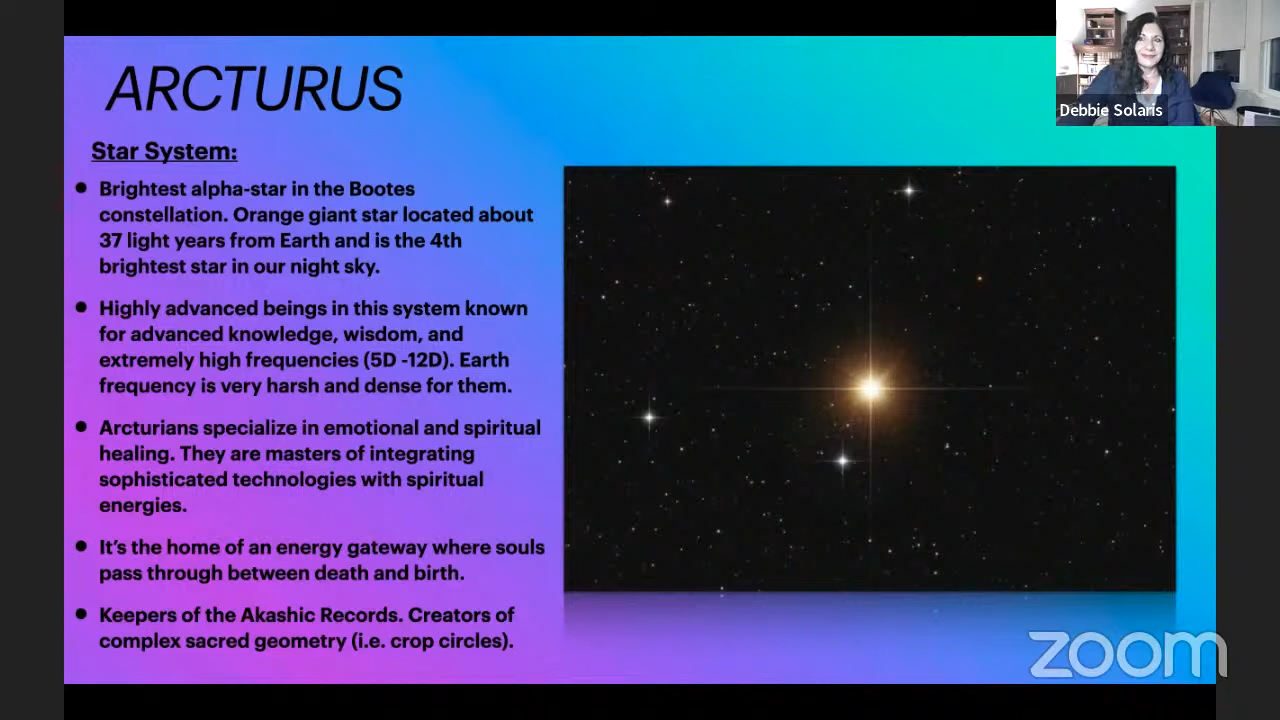 ARCTURUS
Debbie Solaris
Star System:
Brightest alpha-star in the Bootes
constellation. Orange giant star located about
37 light years from Earth and is the 4th
brightest star in our night sky.
Highly advanced beings in this system known
for advanced knowledge, wisdom, and
extremely high frequencies (5D -12D). Earth
frequency is very harsh and dense for them.
Arcturians specialize in emotional and spiritual
healing. They are masters of integrating
sophisticated technologies with spiritual
energies.
It’s the home of an energy gateway where souls
pass through between death and birth.
Keepers of the Akashic Records. Creators of
complex sacred geometry (i.e. crop circles).
zoom